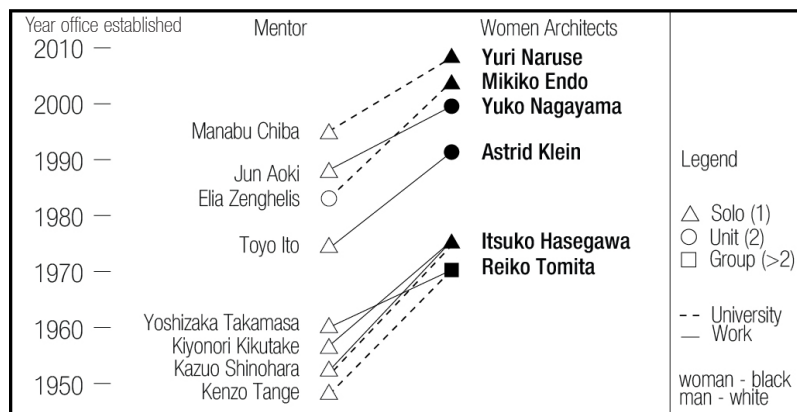 Year office established
Mentor
Women Architects
2010
2000
1990
1980
1970
1960
1950
Manabu Chiba
Jun Aoki
Elia Zenghelis
Toyo Ito
Yoshizaka Takamasa
Kiyonori Kikutake
Kazuo Shinohara
Kenzo Tange
Yuri Naruse
Mikiko Endo
Yuko Nagayama
Astrid Klein
Itsuko Hasegawa
Reiko Tomita
Legend
Solo (1)
Unit (2)
Group (>2)
University
Work
woman - black
man - white